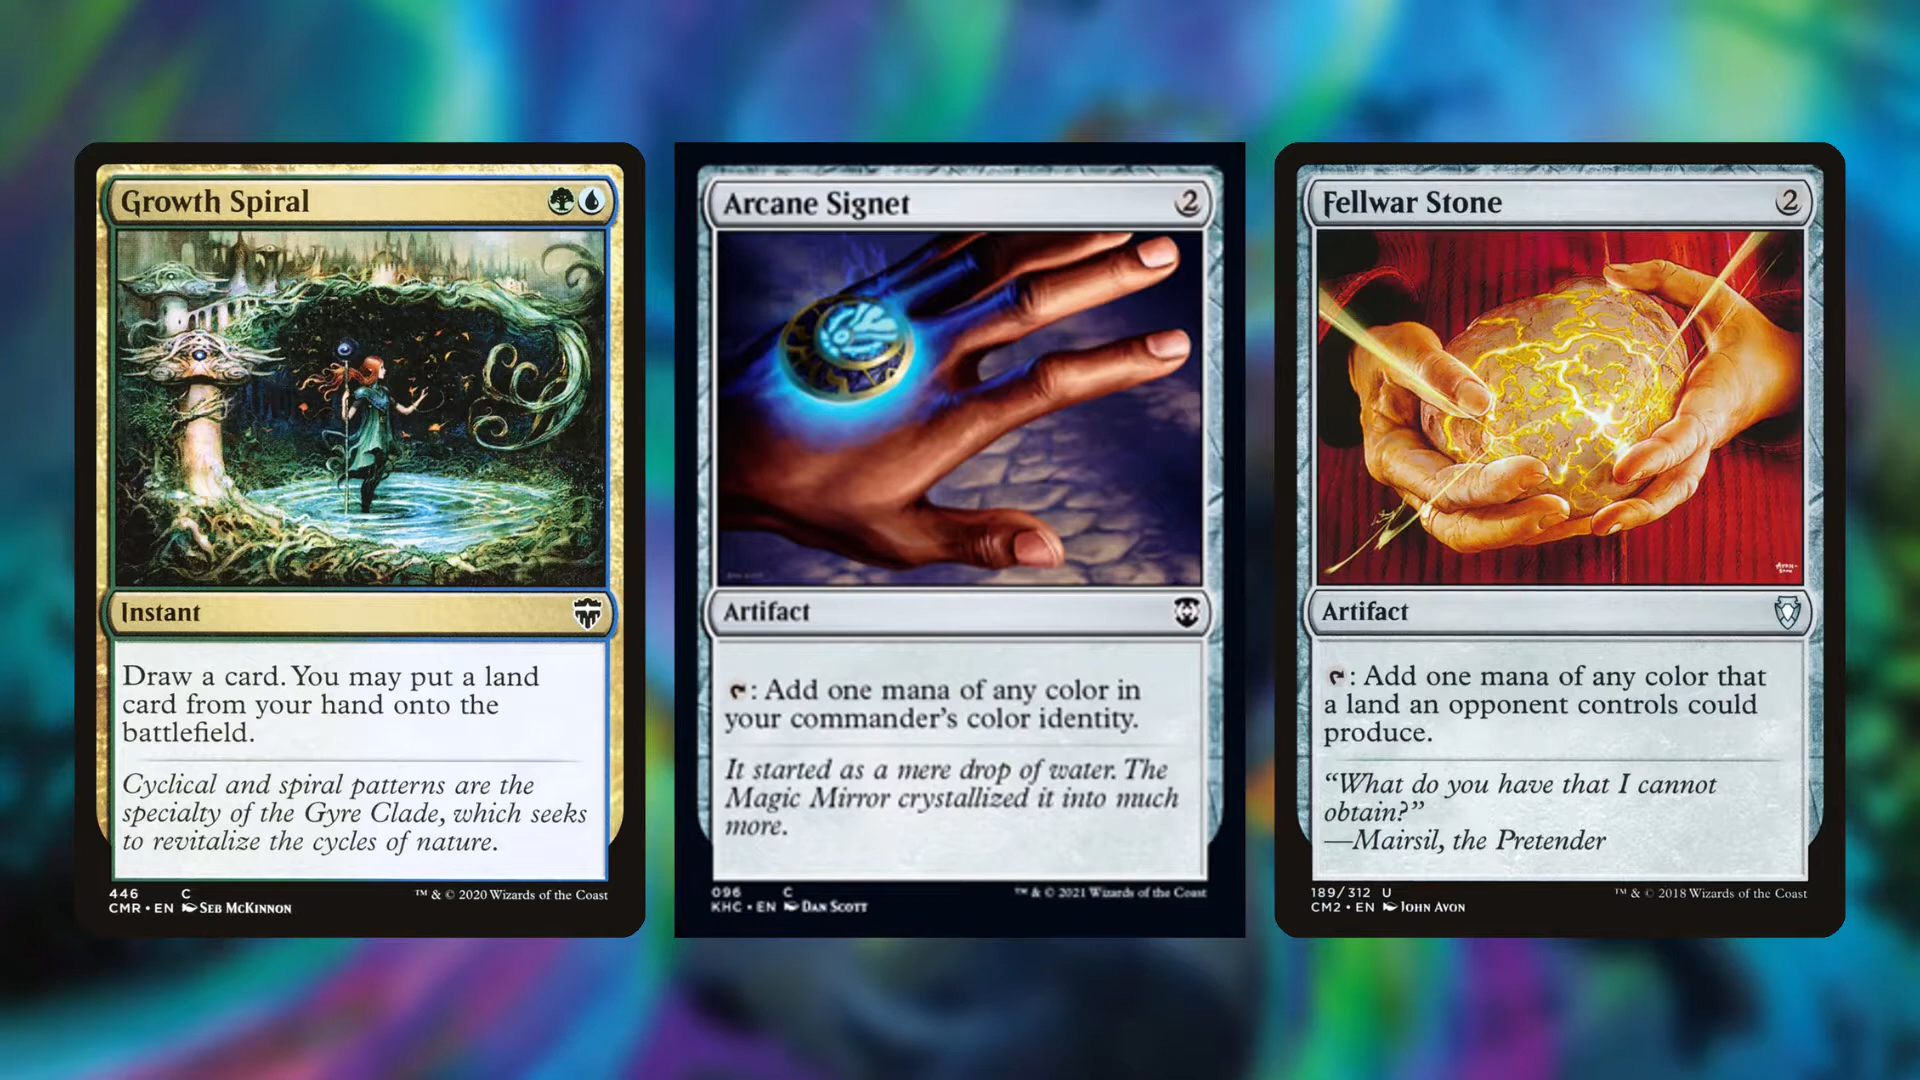 Growth Spiral
Instant
Draw a card. You may put a land
card from your hand onto the
battlefield.
Cyclical and spiral patterns are the
specialty of the Gyre Clade, which seeks
to revitalize the cycles of nature.
446 C
™ & © 2020 Wizards of the Coast
CMR • EN Seb McKinnon
Arcane Signet 2
Artifact
: Add one mana of any color in
your commander's color identity.
It started as a mere drop of water. The
Magic Mirror crystallized it into much
more.
096 C
™ & © 2021 Wizards of the Coast
KHC • EN Dan Scott
Fellwar Stone 2
Artifact
: Add one mana of any color that
a land an opponent controls could
produce.
“What do you have that I cannot
obtain?”
—Mairsil, the Pretender
189/312 U
™ & © 2018 Wizards of the Coast
CM2 • EN John Avon